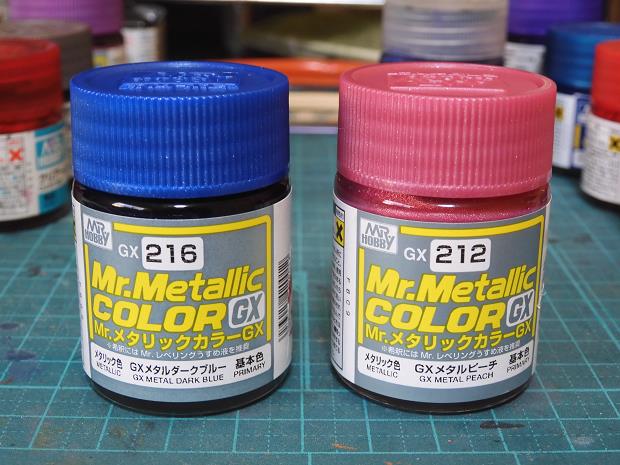 MR
HOBBY
GX 216
Mr.Metallic
COLOR GX
Mr.メタリックカラーGX
※希釈には Mr. レベリングうすめ液を推奨
メタリック色
METALLIC
GXメタルダークブルー
GX METAL DARK BLUE
基本色
PRIMARY
MR
HOBBY
GX 212
Mr.Metallic
COLOR GX
Mr.メタリックカラーGX
※希釈には Mr. レベリングうすめ液を推奨
メタリック色
METALLIC
GXメタルピーチ
GX METAL PEACH
基本色
PRIMARY